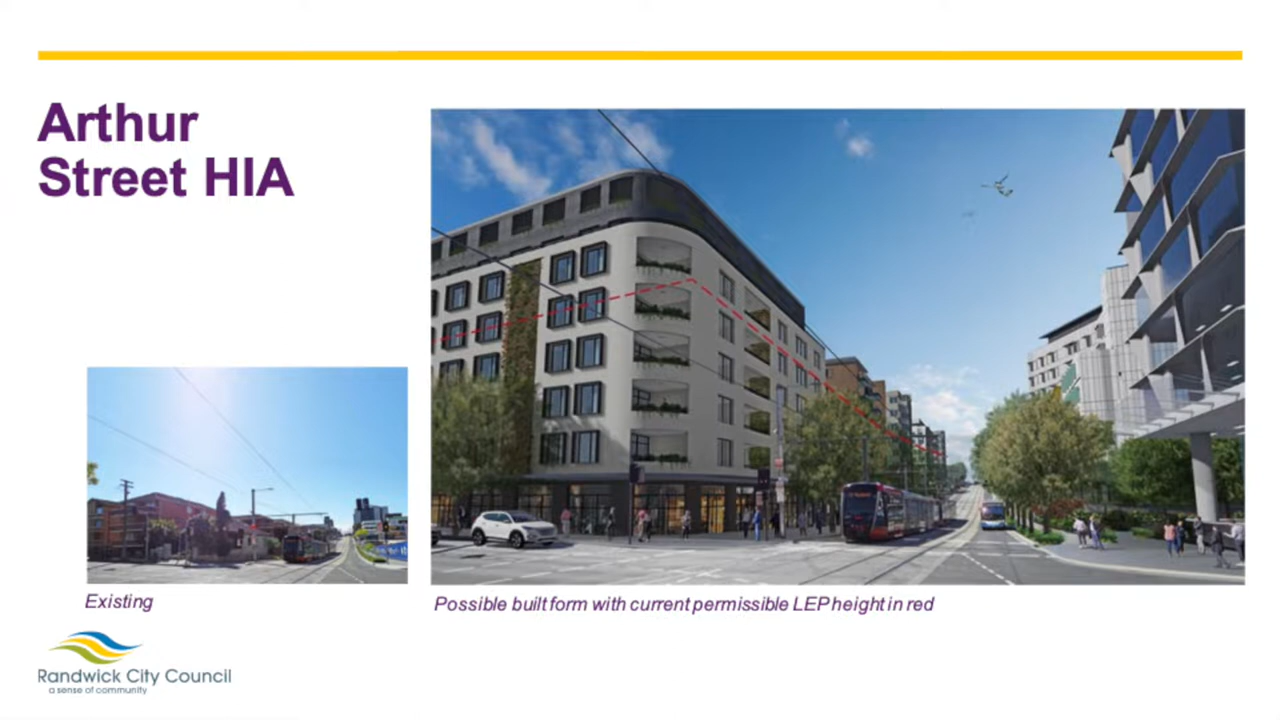 Arthur
Street HIA
Existing
Possible built form with current permissible LEP height in red
Randwick City Council
a sense of community